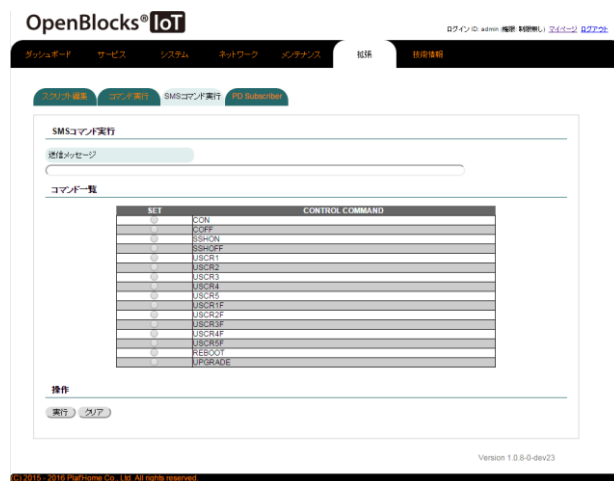 OpenBlocks® IoT
ログインID: admin (権限: 制限無し) マイページ ログアウト
ダッシュボード サービス システム ネットワーク メンテナンス 拡張 技術情報
スクリプト編集 コマンド実行 SMSコマンド実行 PD Subscriber
SMSコマンド実行
送信メッセージ
コマンド一覧
SET CONTROL COMMAND
CON
COFF
SSHON
SSHOFF
USCR1
USCR2
USCR3
USCR4
USCR5
USCR1F
USCR2F
USCR3F
USCR4F
USCR5F
REBOOT
UPGRADE
操作
実行 クリア
Version 1.0.8-0-dev23
(C) 2015 - 2016 Plat'Home Co., Ltd. All rights reserved.